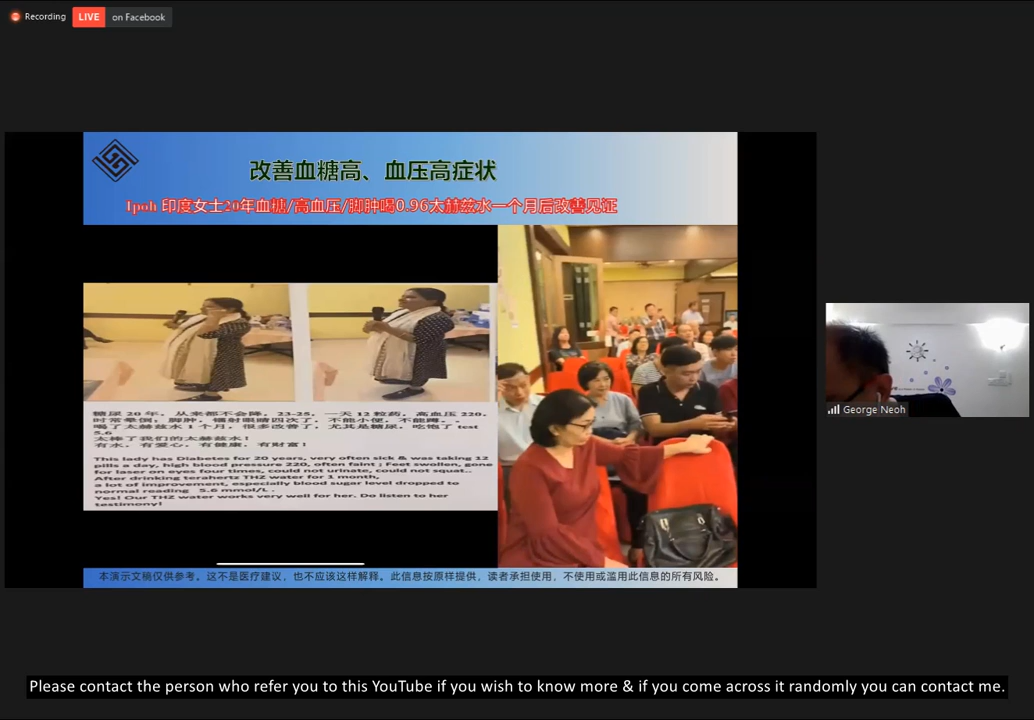 Recording
LIVE on Facebook
改善血糖高、血压高症状
Ipoh 印度女士20年血糖/高血压/脚肿喝0.96太赫兹水一个月后改善见证
糖尿 20 年, 从来都不会降, 23-25, 一天 12 粒药, 高血压 220,
时常晕倒, 脚肿, 镭射眼睛四次了, 不能小便, 不能蹲。。
喝了太赫兹水 1 个月, 很多改善了, 尤其是糖尿, 吃饱了 test
5.6
太棒了我们的太赫兹水!
有水, 有爱心, 有健康, 有财富!
This lady has Diabetes for 20 years, very often sick & was taking 12
pills a day, high blood pressure 220, often faint ; Feet swollen, gone
for laser on eyes four times, could not urinate, could not squat..
After drinking terahertz THZ water for 1 month,
a lot of improvement, especially blood sugar level dropped to
normal reading 5.6 mmol/L .
Yes! Our THZ water works very well for her. Do listen to her
testimony!
本演示文稿仅供参考。这不是医疗建议，也不应该这样解释。此信息按原样提供，读者承担使用，不使用或滥用此信息的所有风险。
George Neoh
Please contact the person who refer you to this YouTube if you wish to know more & if you come across it randomly you can contact me.